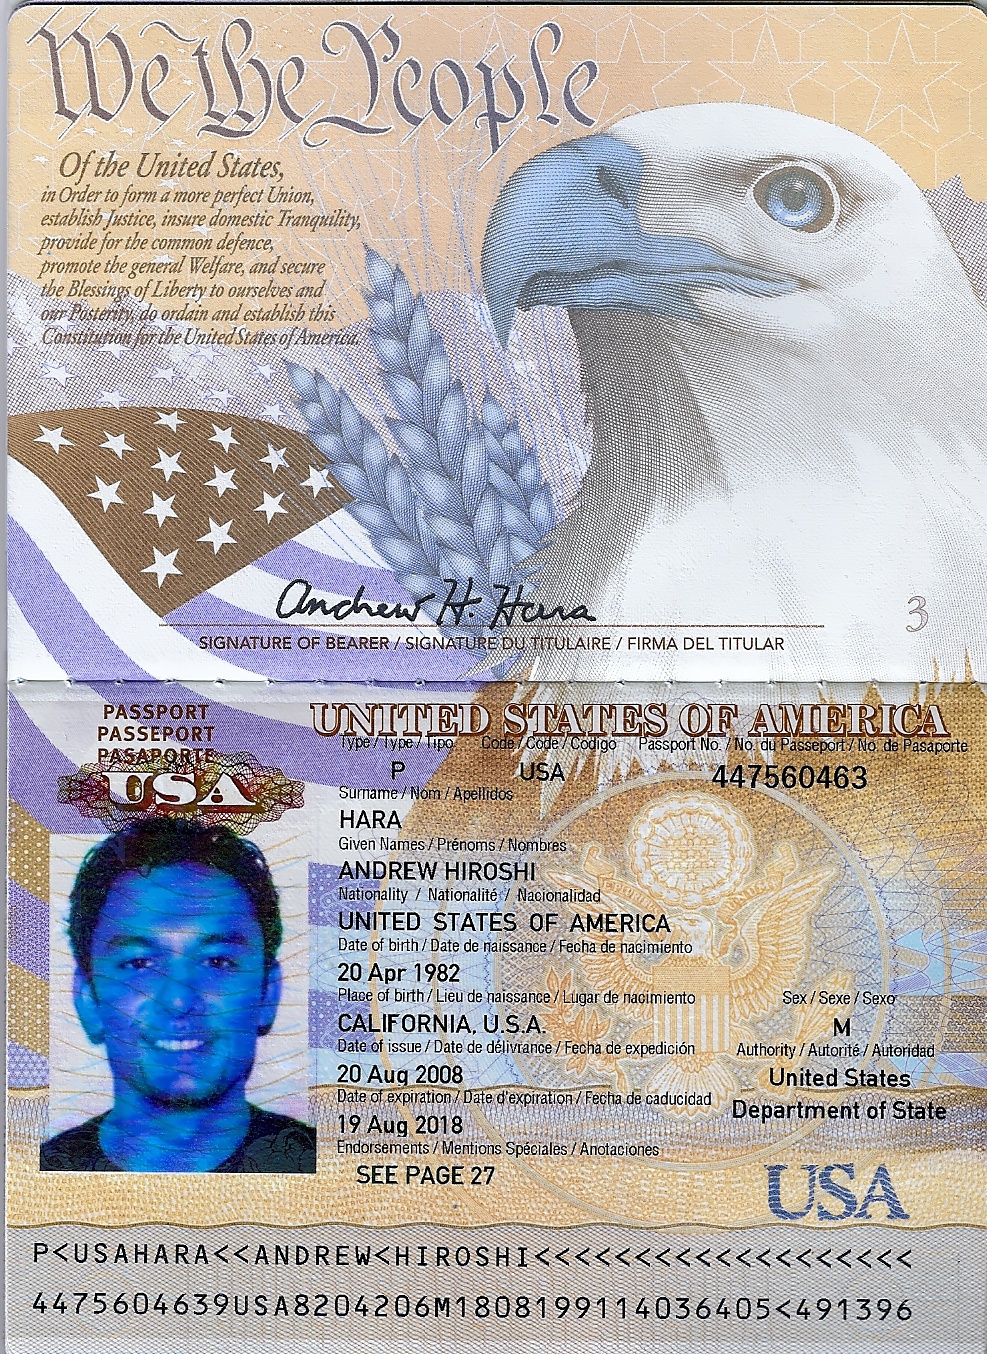 We the People
Of the United States,
in Order to form a more perfect Union,
establish Justice, insure domestic Tranquility,
provide for the common defence,
promote the general Welfare, and secure
the Blessings of Liberty to ourselves and
our Posterity, do ordain and establish this
Constitution for the United States of America.
Andrew H. Hara
3
SIGNATURE OF BEARER / SIGNATURE DU TITULAIRE / FIRMA DEL TITULAR
PASSPORT
PASSEPORT
PASAPORTE
USA
UNITED STATES OF AMERICA
Type / Type / Tipo Code / Code / Codigo Passport No. / No. du Passeport / No. de Pasaporte
P USA 447560463
Surname / Nom / Apellidos
HARA
Given Names / Prénoms / Nombres
ANDREW HIROSHI
Nationality / Nationalité / Nacionalidad
UNITED STATES OF AMERICA
Date of birth / Date de naissance / Fecha de nacimiento
20 Apr 1982
Place of birth / Lieu de naissance / Lugar de nacimiento Sex / Sexe / Sexo
CALIFORNIA, U.S.A. M
Date of issue / Date de délivrance / Fecha de expedición Authority / Autorité / Autoridad
20 Aug 2008 United States
Date of expiration / Date d'expiration / Fecha de caducidad Department of State
19 Aug 2018
Endorsements / Mentions Spéciales / Anotaciones
SEE PAGE 27
USA
P<USAHARA<<ANDREW<HIROSHI<<<<<<<<<<<<<<<<<<<
4475604639USA8204206M1808199114036405<491396